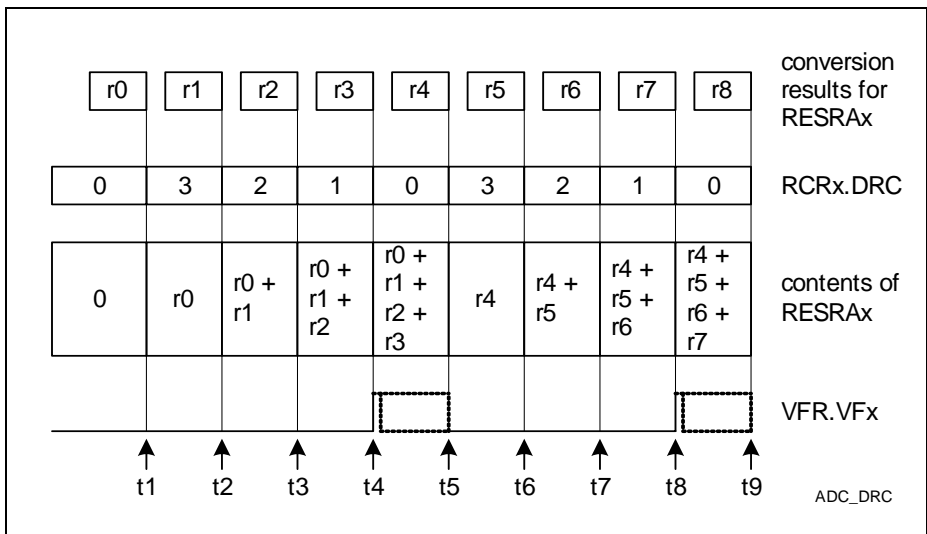 conversion
results for
RESRAx
r0 r1 r2 r3 r4 r5 r6 r7 r8
0 3 2 1 0 3 2 1 0 RCRx.DRC
0
r0
r0 +
r1
r0 +
r1 +
r2
r0 +
r1 +
r2 +
r3
r4
r4 +
r5
r4 +
r5 +
r6
r4 +
r5 +
r6 +
r7
contents of
RESRAx
VFR.VFx
t1 t2 t3 t4 t5 t6 t7 t8 t9
ADC_DRC